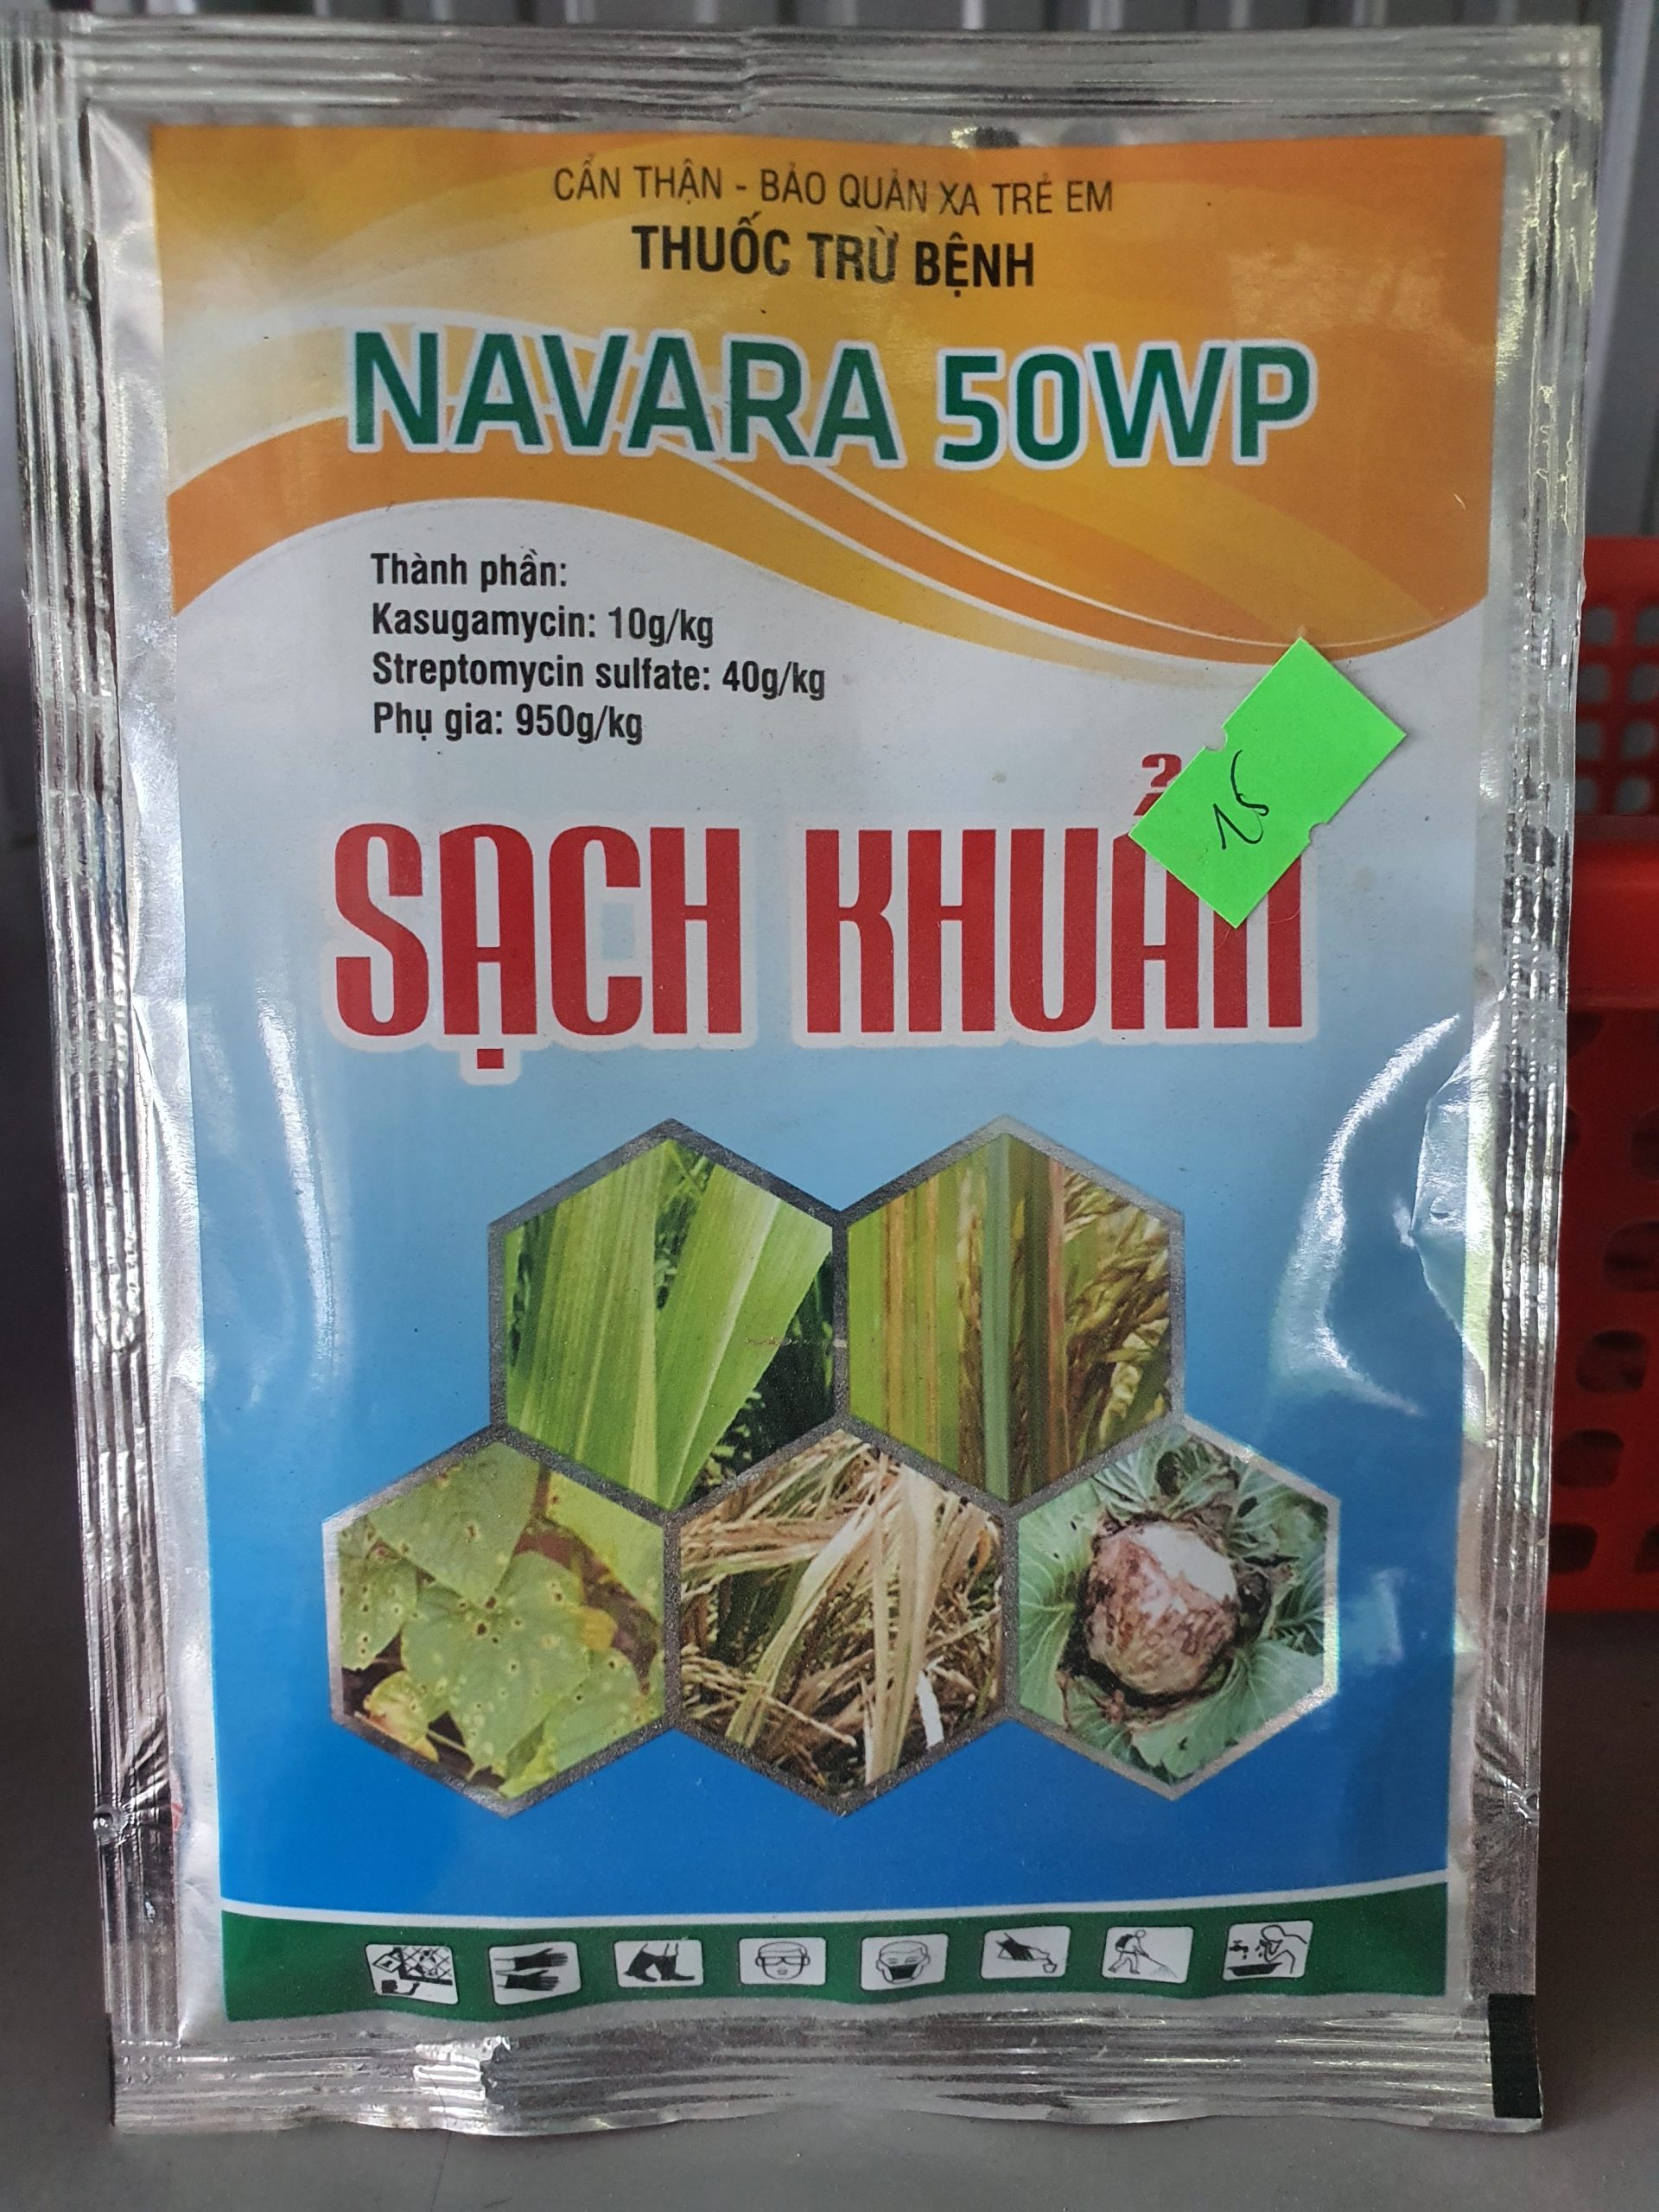 CẨN THẬN - BẢO QUẢN XA TRẺ EM
THUỐC TRỪ BỆNH
NAVARA 50WP
Thành phần:
Kasugamycin: 10g/kg
Streptomycin sulfate: 40g/kg
Phụ gia: 950g/kg
SẠCH KHUẨN